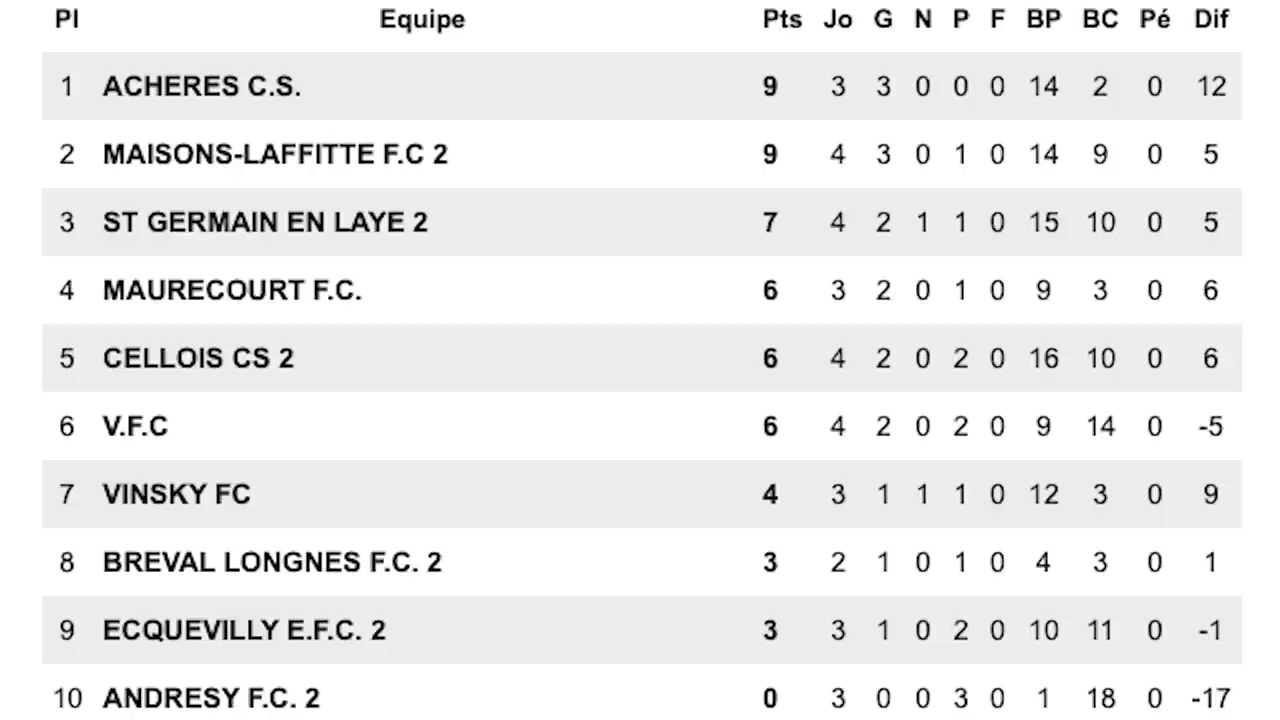 Pl Equipe Pts Jo G N P F BP BC Pé Dif
1 ACHERES C.S. 9 3 3 0 0 0 14 2 0 12
2 MAISONS-LAFFITTE F.C 2 9 4 3 0 1 0 14 9 0 5
3 ST GERMAIN EN LAYE 2 7 4 2 1 1 0 15 10 0 5
4 MAURECOURT F.C. 6 3 2 0 1 0 9 3 0 6
5 CELLOIS CS 2 6 4 2 0 2 0 16 10 0 6
6 V.F.C 6 4 2 0 2 0 9 14 0 -5
7 VINSKY FC 4 3 1 1 1 0 12 3 0 9
8 BREVAL LONGNES F.C. 2 3 2 1 0 1 0 4 3 0 1
9 ECQUEVILLY E.F.C. 2 3 3 1 0 2 0 10 11 0 -1
10 ANDRESY F.C. 2 0 3 0 0 3 0 1 18 0 -17